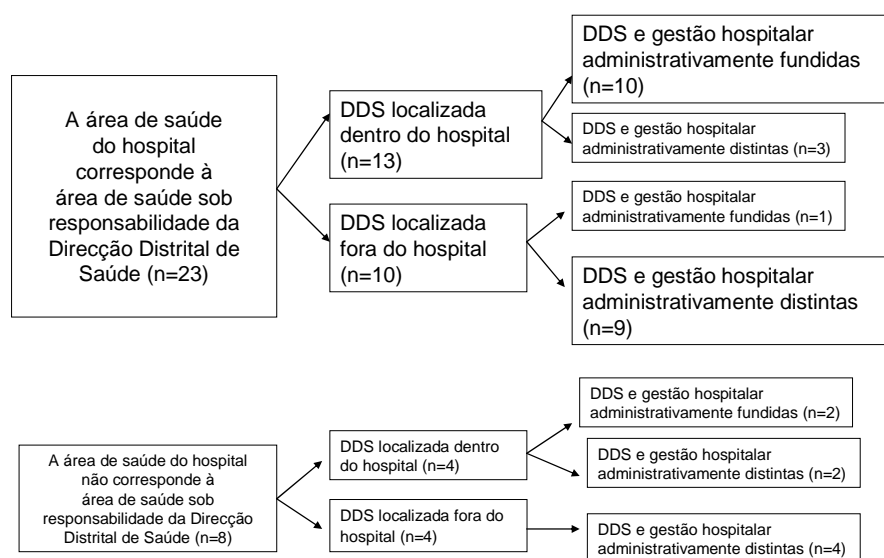 A área de saúde
do hospital
corresponde à
área de saúde sob
responsabilidade da
Direcção Distrital de
Saúde (n=23)
DDS localizada
dentro do hospital
(n=13)
DDS localizada
fora do hospital
(n=10)
DDS e gestão hospitalar
administrativamente fundidas
(n=10)
DDS e gestão hospitalar
administrativamente distintas (n=3)
DDS e gestão hospitalar
administrativamente fundidas (n=1)
DDS e gestão hospitalar
administrativamente distintas
(n=9)
A área de saúde do hospital
não corresponde à
área de saúde sob
responsabilidade da Direcção
Distrital de Saúde (n=8)
DDS localizada dentro
do hospital (n=4)
DDS localizada fora do
hospital (n=4)
DDS e gestão hospitalar
administrativamente fundidas (n=2)
DDS e gestão hospitalar
administrativamente distintas (n=2)
DDS e gestão hospitalar
administrativamente distintas (n=4)